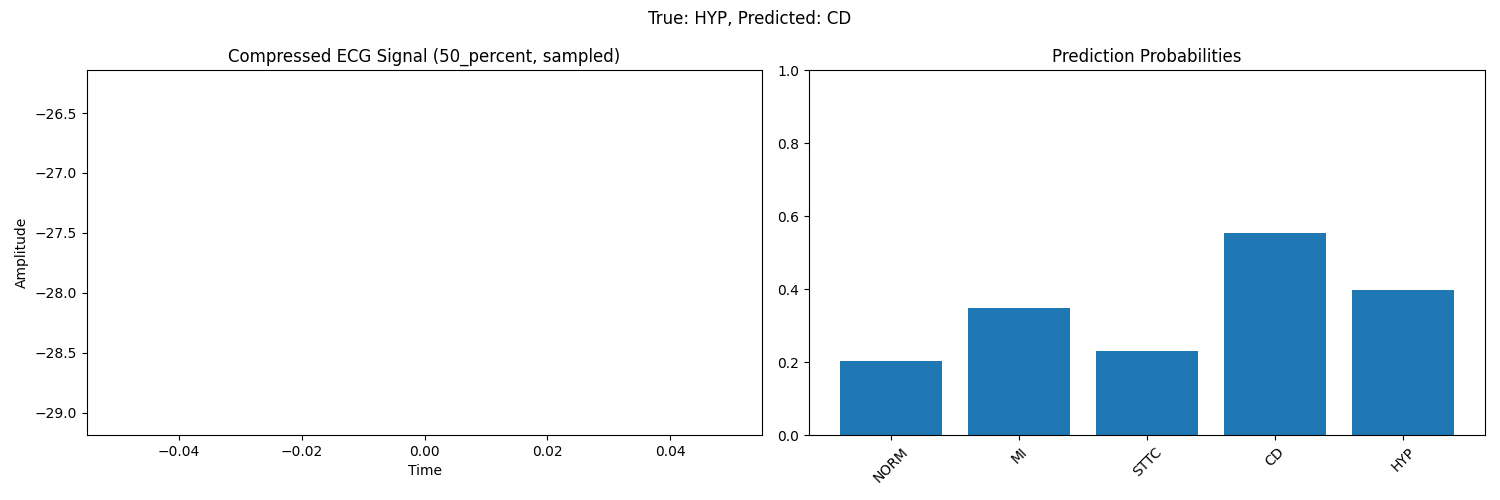 True: HYP, Predicted: CD
Compressed ECG Signal (50_percent, sampled)
Amplitude
−26.5
−27.0
−27.5
−28.0
−28.5
−29.0
−0.04 −0.02 0.00 0.02 0.04
Time
Prediction Probabilities
1.0
0.8
0.6
0.4
0.2
0.0
NORM MI STTC CD HYP